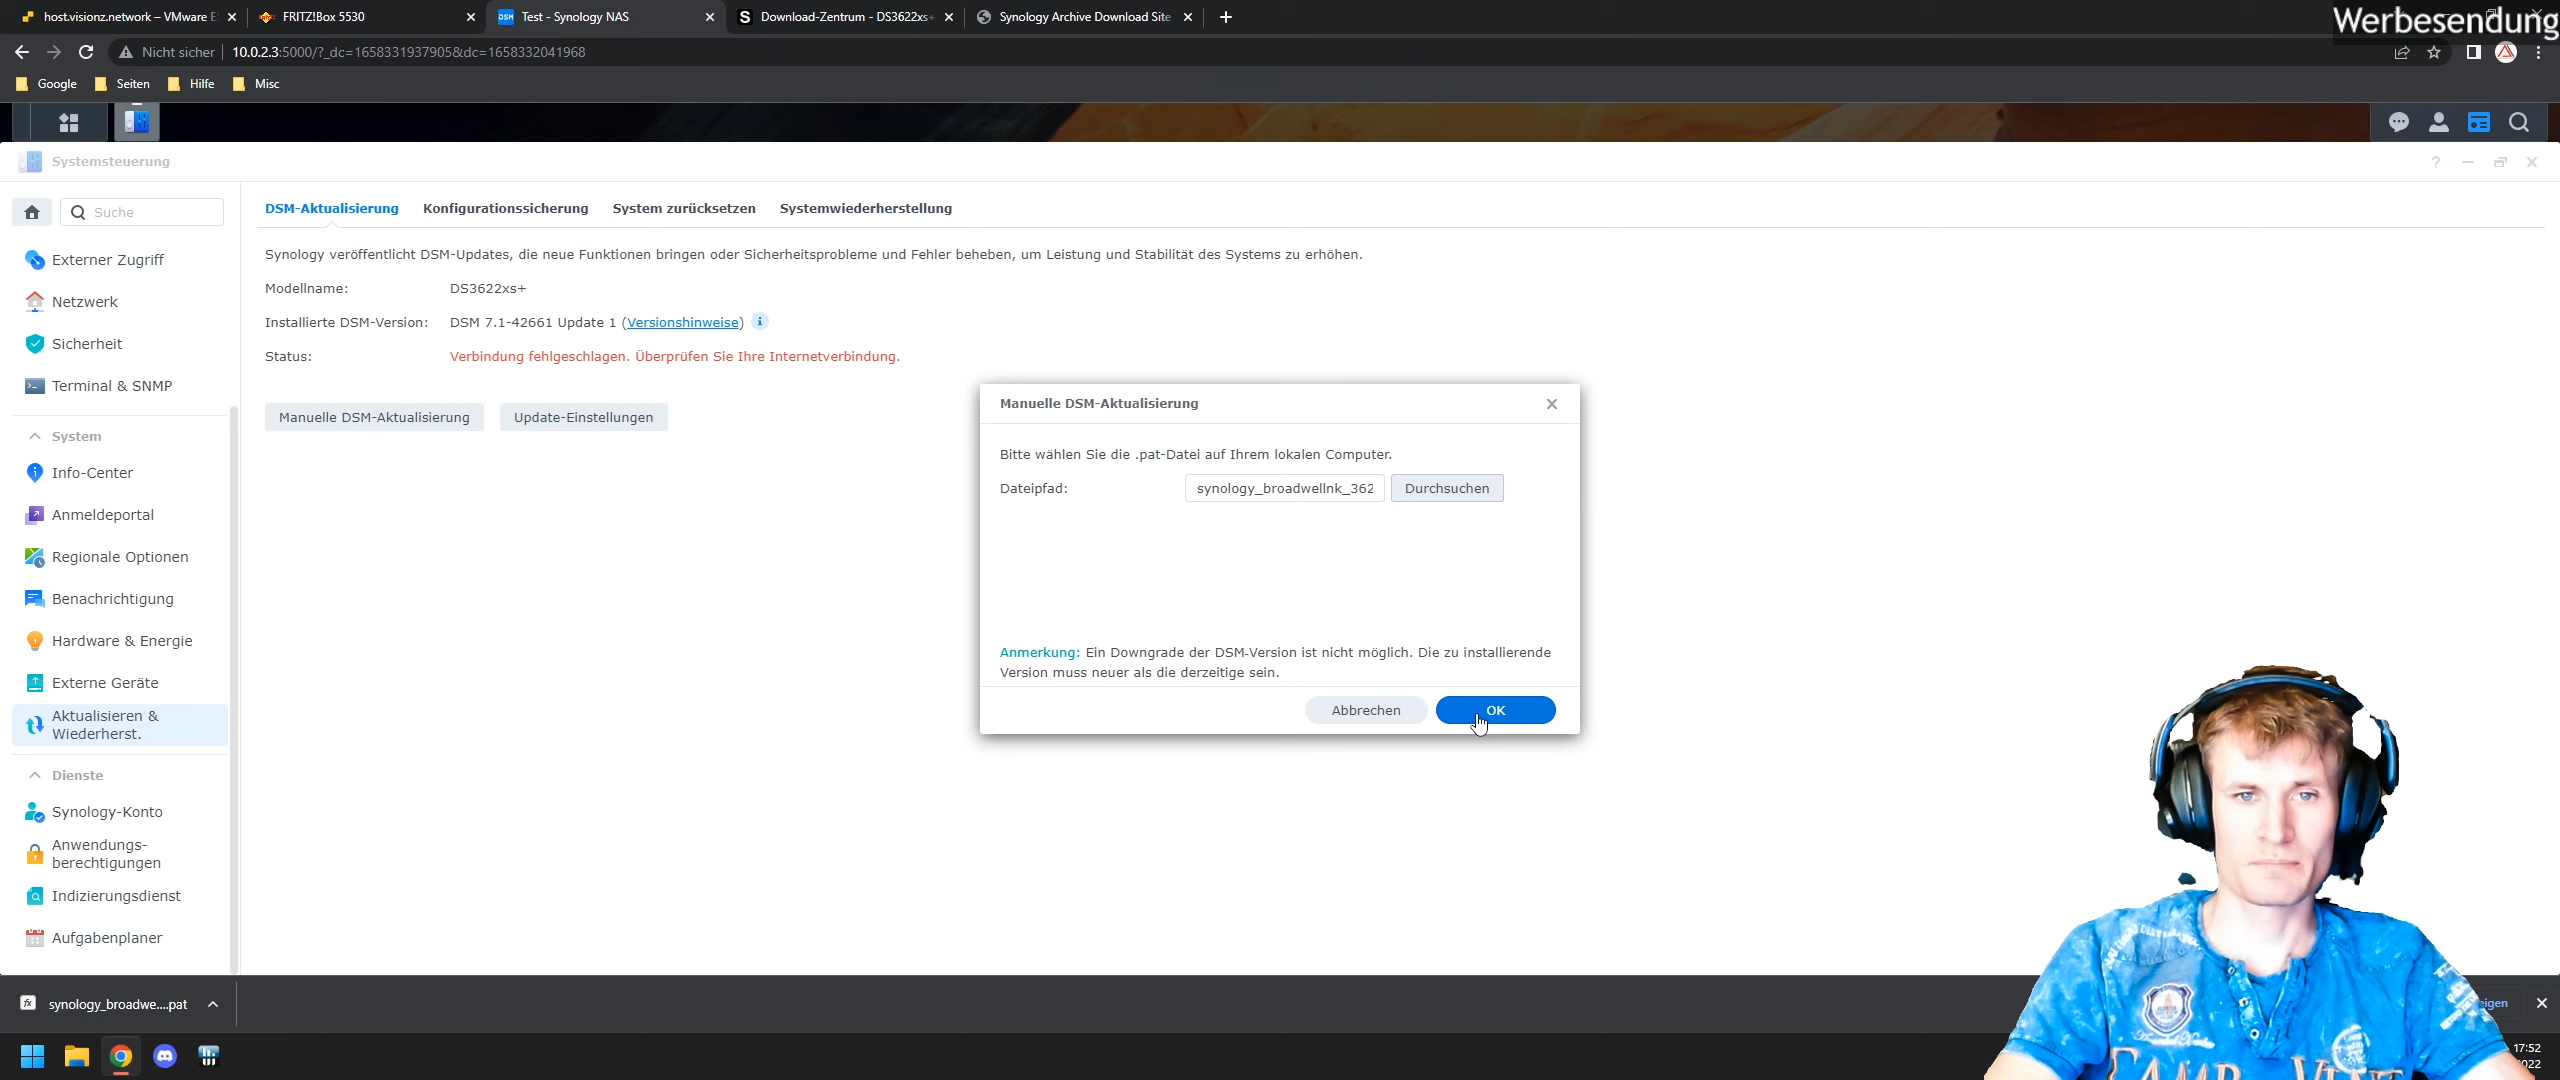 host.visionz.network – VMware E
FRITZ!Box 5530
Test - Synology NAS
Download-Zentrum - DS3622xs+
Synology Archive Download Site
Werbesendung
Nicht sicher
10.0.2.3:5000/?_dc=1658331937905&dc=1658332041968
Google
Seiten
Hilfe
Misc
Systemsteuerung
Suche
DSM-Aktualisierung
Konfigurationssicherung
System zurücksetzen
Systemwiederherstellung
Externer Zugriff
Netzwerk
Sicherheit
Terminal & SNMP
System
Info-Center
Anmeldeportal
Regionale Optionen
Benachrichtigung
Hardware & Energie
Externe Geräte
Aktualisieren &
Wiederherst.
Dienste
Synology-Konto
Anwendungs-
berechtigungen
Indizierungsdienst
Aufgabenplaner
Synology veröffentlicht DSM-Updates, die neue Funktionen bringen oder Sicherheitsprobleme und Fehler beheben, um Leistung und Stabilität des Systems zu erhöhen.
Modellname: DS3622xs+
Installierte DSM-Version: DSM 7.1-42661 Update 1 (Versionshinweise)
Status: Verbindung fehlgeschlagen. Überprüfen Sie Ihre Internetverbindung.
Manuelle DSM-Aktualisierung
Update-Einstellungen
Manuelle DSM-Aktualisierung
Bitte wählen Sie die .pat-Datei auf Ihrem lokalen Computer.
Dateipfad: synology_broadwellnk_362 Durchsuchen
Anmerkung: Ein Downgrade der DSM-Version ist nicht möglich. Die zu installierende
Version muss neuer als die derzeitige sein.
Abbrechen
OK
synology_broadwe....pat
eigen
17:52
022
CAMP